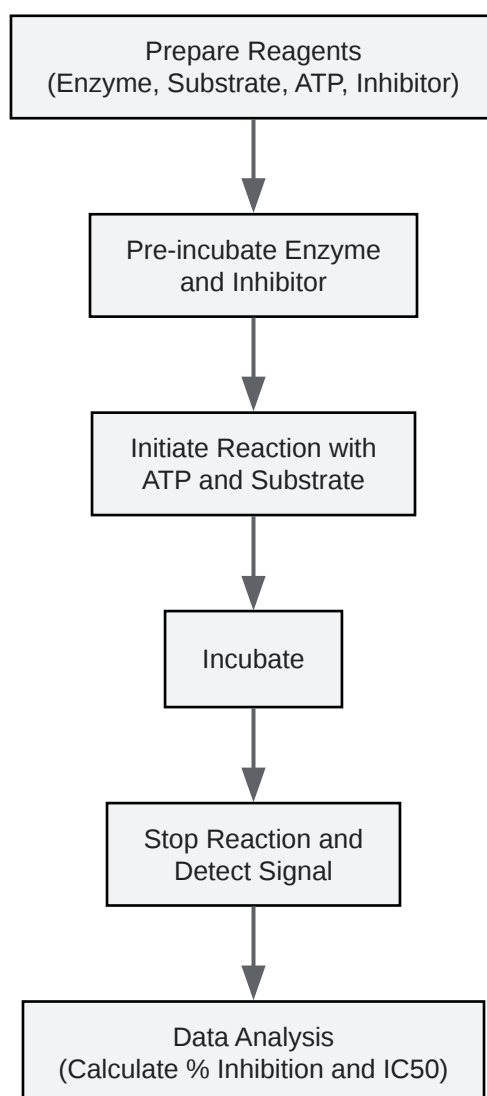 Prepare Reagents
(Enzyme, Substrate, ATP, Inhibitor)
Pre-incubate Enzyme
and Inhibitor
Initiate Reaction with
ATP and Substrate
Incubate
Stop Reaction and
Detect Signal
Data Analysis
(Calculate % Inhibition and IC50)